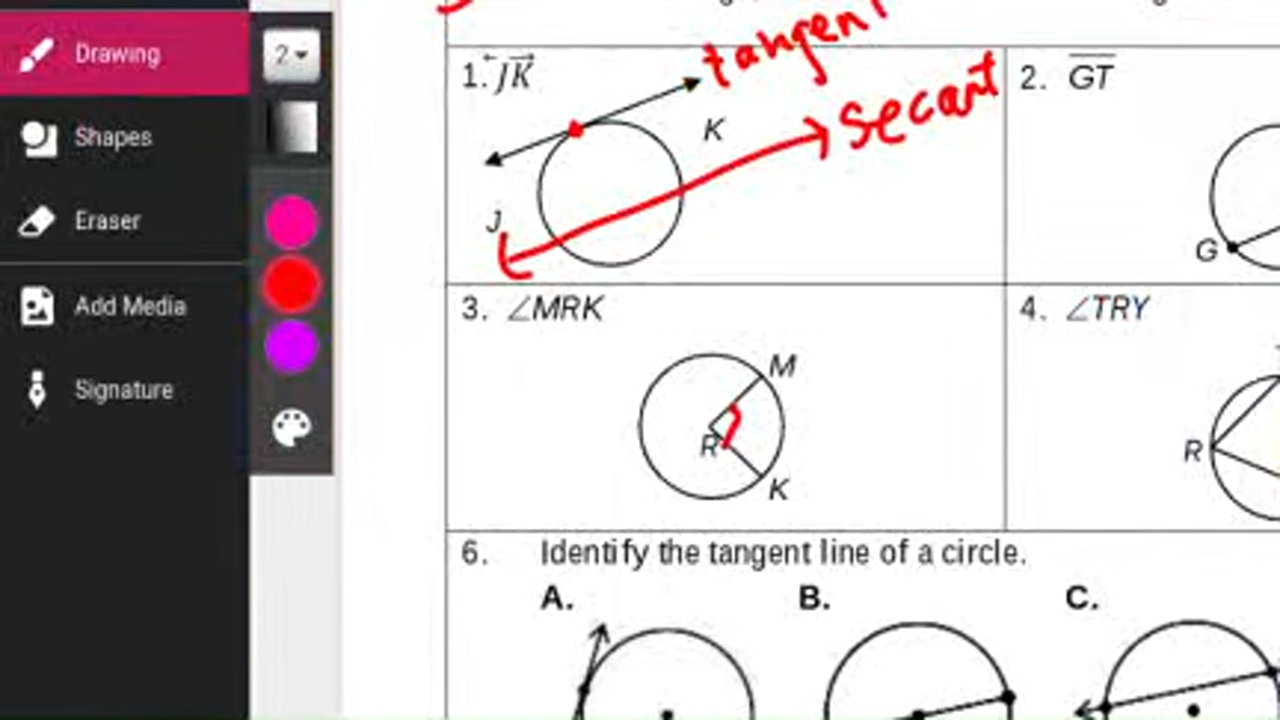 Drawing
2
Shapes
Eraser
Add Media
Signature
tangent
1. JK
K
secant
J
2. GT
G
3. ∠MRK
M
R
K
4. ∠TRY
R
6. Identify the tangent line of a circle.
A. B. C.